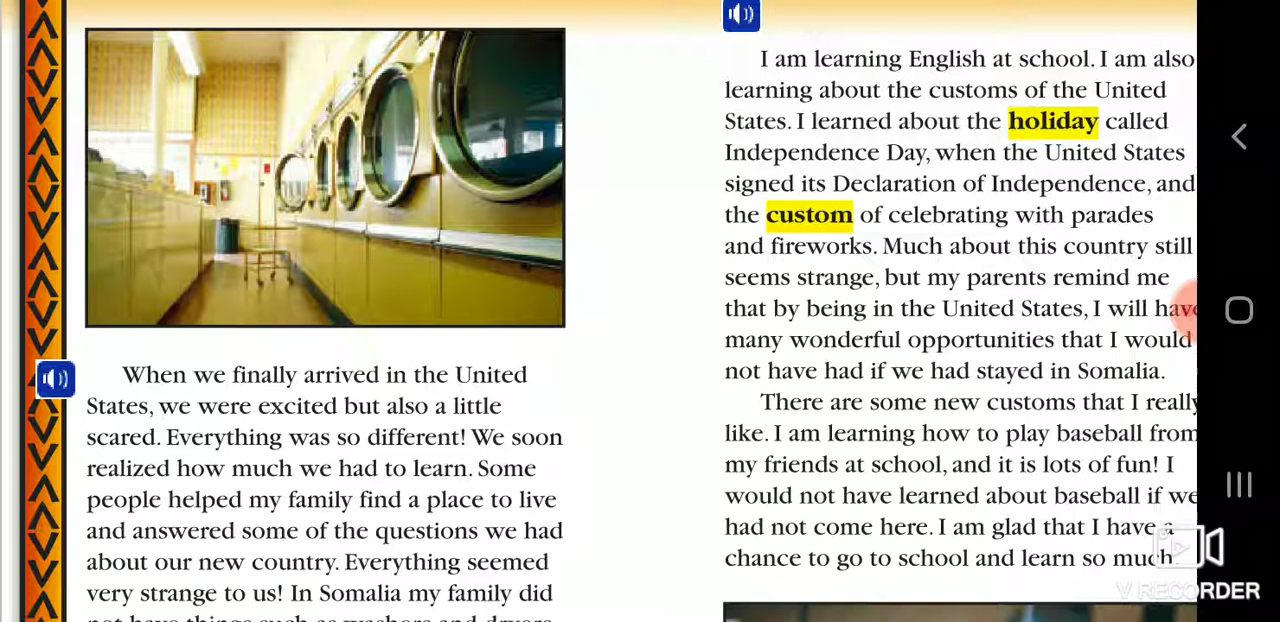 When we finally arrived in the United
States, we were excited but also a little
scared. Everything was so different! We soon
realized how much we had to learn. Some
people helped my family find a place to live
and answered some of the questions we had
about our new country. Everything seemed
very strange to us! In Somalia my family did
not have things such as washers and dryers
I am learning English at school. I am also
learning about the customs of the United
States. I learned about the holiday called
Independence Day, when the United States
signed its Declaration of Independence, and
the custom of celebrating with parades
and fireworks. Much about this country still
seems strange, but my parents remind me
that by being in the United States, I will have
many wonderful opportunities that I would
not have had if we had stayed in Somalia.
There are some new customs that I really
like. I am learning how to play baseball from
my friends at school, and it is lots of fun! I
would not have learned about baseball if we
had not come here. I am glad that I have a
chance to go to school and learn so much.
V RECORDER